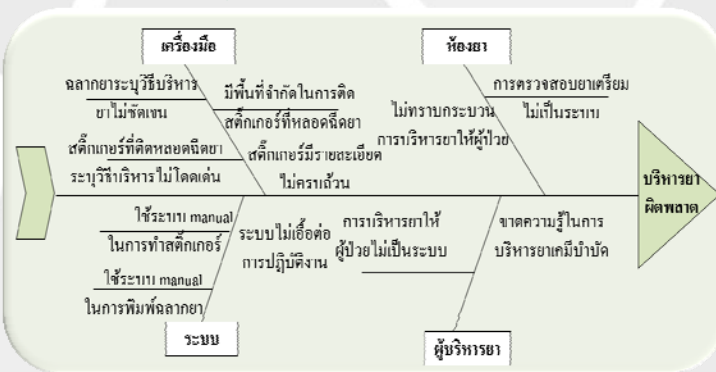 เครื่องมือ
ห้องยา
ฉลากยาระบุวิธีบริหาร
ยาไม่ชัดเจน
มีพื้นที่จำกัดในการติด
สติ๊กเกอร์ที่หลอดฉีดยา
สติ๊กเกอร์ที่ติดหลอดฉีดยา
ระบุวิธีบริหารไม่โดดเด่น
สติ๊กเกอร์มีรายละเอียด
ไม่ครบถ้วน
ไม่ทราบกระบวน
การบริหารยาให้ผู้ป่วย
การตรวจสอบยาเตรียม
ไม่เป็นระบบ
บริหารยา
ผิดพลาด
ใช้ระบบ manual
ในการทำสติ๊กเกอร์
ใช้ระบบ manual
ในการพิมพ์ฉลากยา
ระบบไม่เอื้อต่อ
การปฏิบัติงาน
การบริหารยาให้
ผู้ป่วยไม่เป็นระบบ
ขาดความรู้ในการ
บริหารยาเคมีบำบัด
ระบบ
ผู้บริหารยา